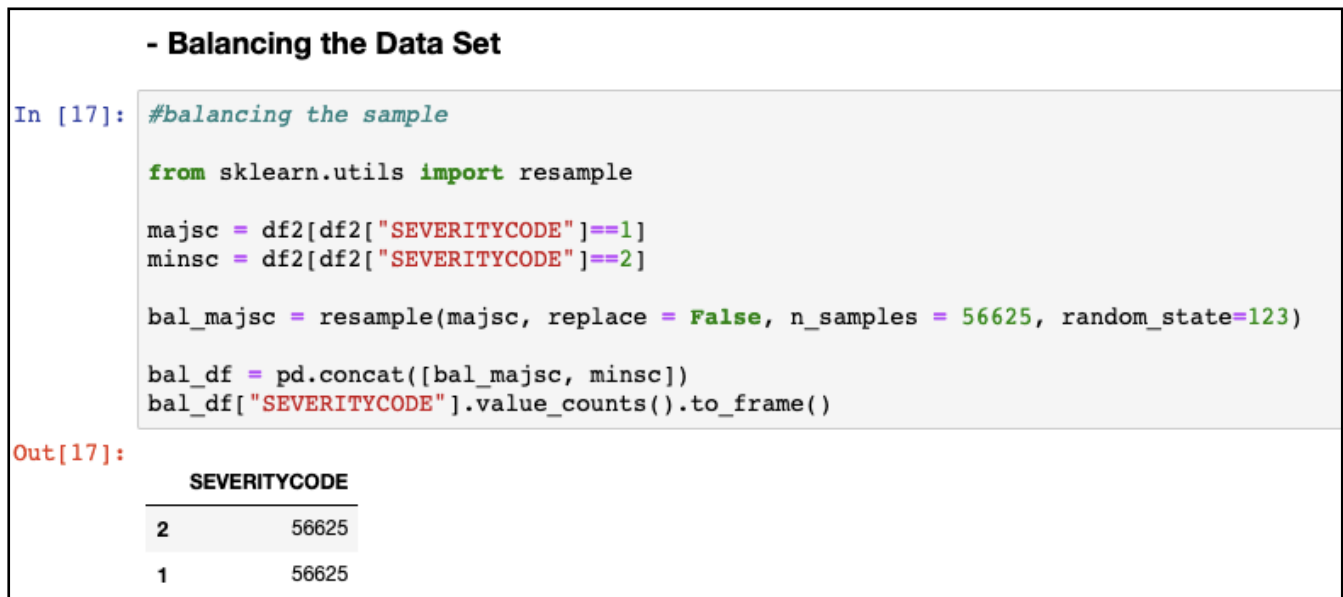 - Balancing the Data Set
In [17]: #balancing the sample
from sklearn.utils import resample
majsc = df2[df2["SEVERITYCODE"]==1]
minsc = df2[df2["SEVERITYCODE"]==2]
bal_majsc = resample(majsc, replace = False, n_samples = 56625, random_state=123)
bal_df = pd.concat([bal_majsc, minsc])
bal_df["SEVERITYCODE"].value_counts().to_frame()
Out[17]:
SEVERITYCODE
2 56625
1 56625